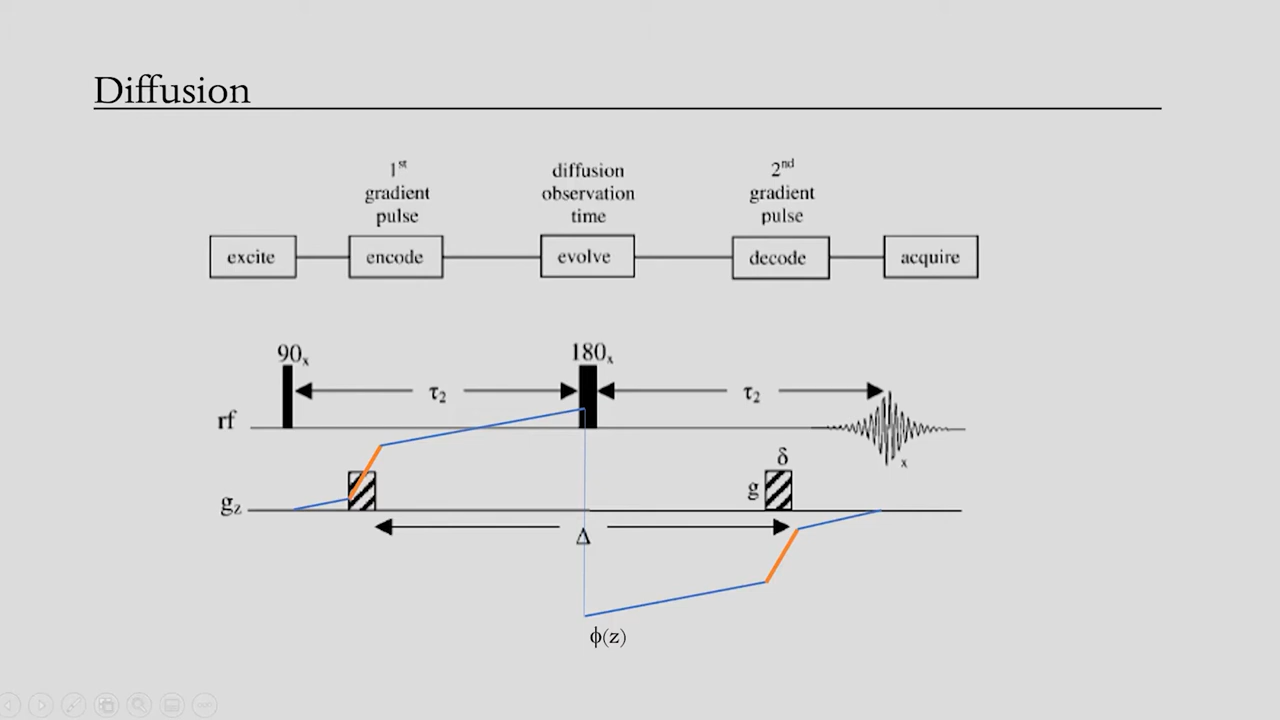 Diffusion
1st
gradient
pulse
diffusion
observation
time
2nd
gradient
pulse
excite
encode
evolve
decode
acquire
90x
180x
τ2
τ2
rf
x
δ
g
gz
Δ
ϕ(z)